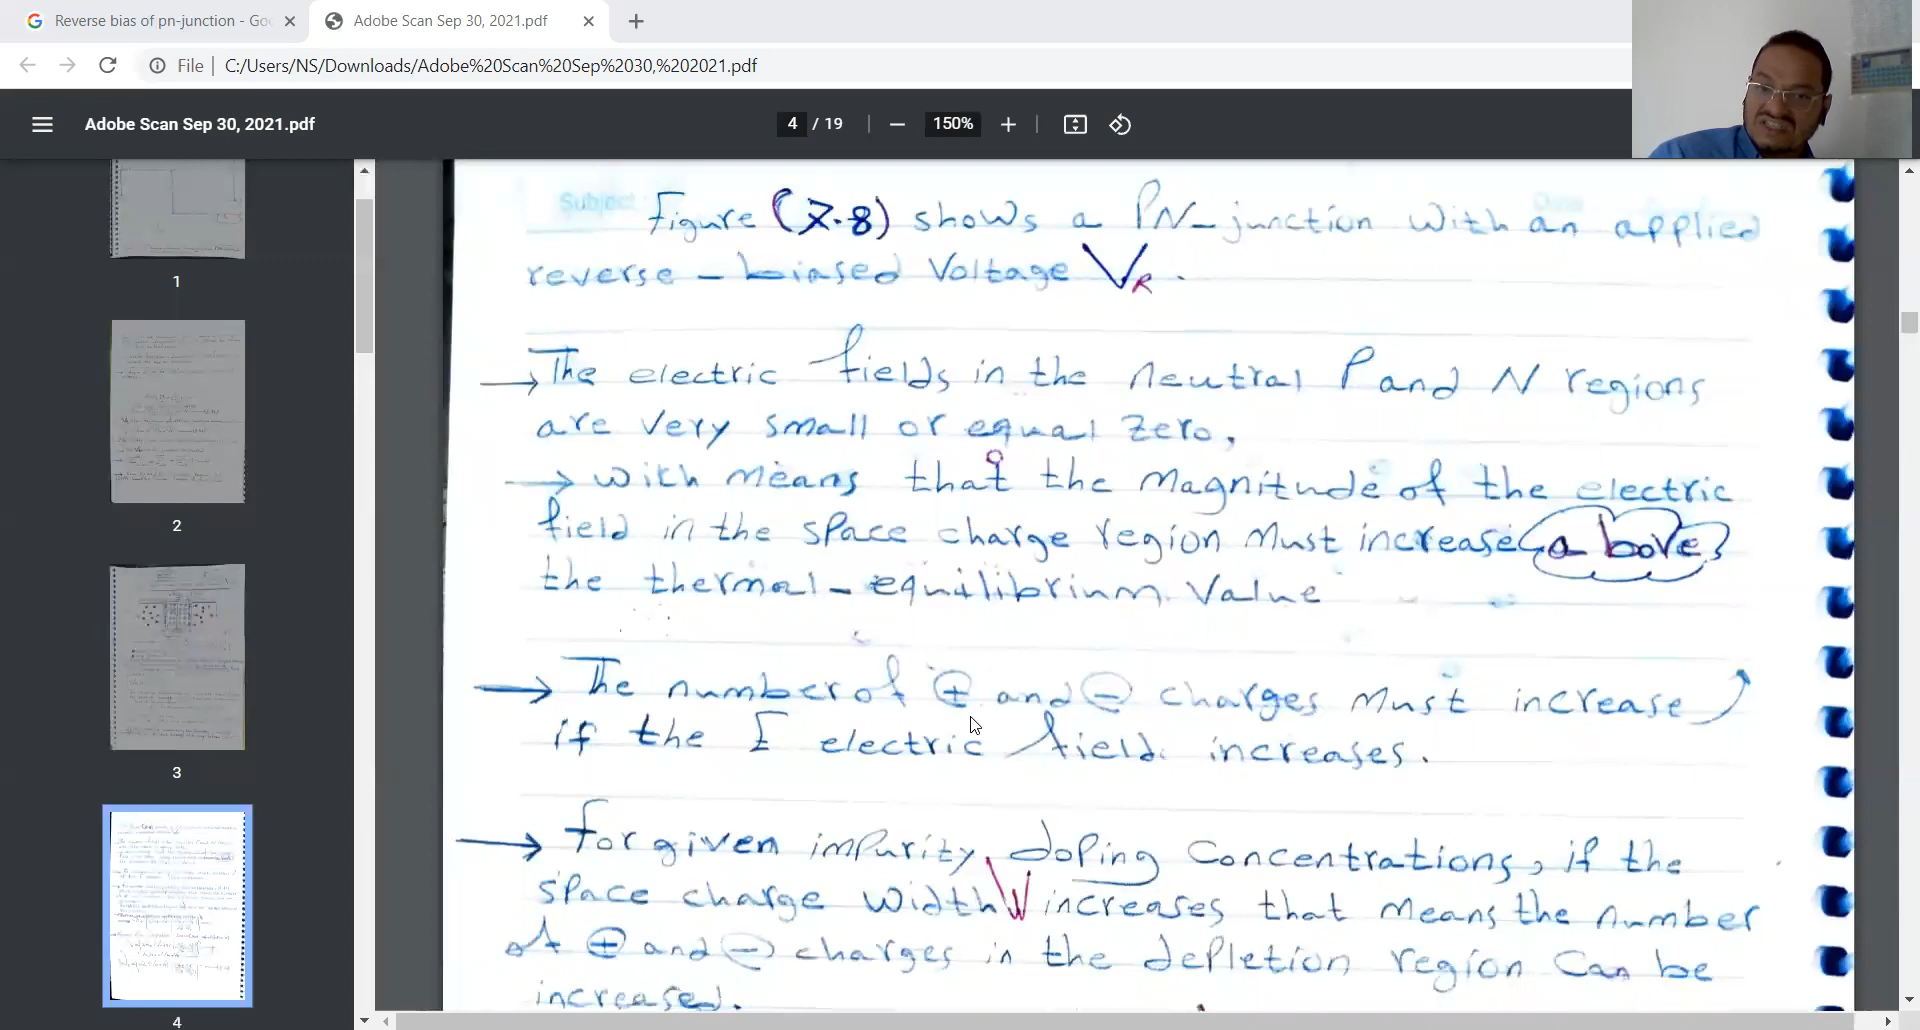 Reverse bias of pn-junction - Goo
Adobe Scan Sep 30, 2021.pdf
File
C:/Users/NS/Downloads/Adobe%20Scan%20Sep%2030,%202021.pdf
Adobe Scan Sep 30, 2021.pdf
4 / 19
150%
1
2
3
4
Subject
Date
Figure (7.8) shows a PN-junction with an applied
reverse-biased Voltage VR.
→ The electric fields in the neutral P and N regions
are very small or equal zero,
→ with means that the magnitude of the electric
field in the space charge region Must increase above
the thermal-equilibrium Value
→ The number of + and - charges Must increase
if the E electric field increases.
→ For given impurity doping Concentrations, if the
space charge width W increases that means the number
of + and - charges in the depletion region Can be
increased.